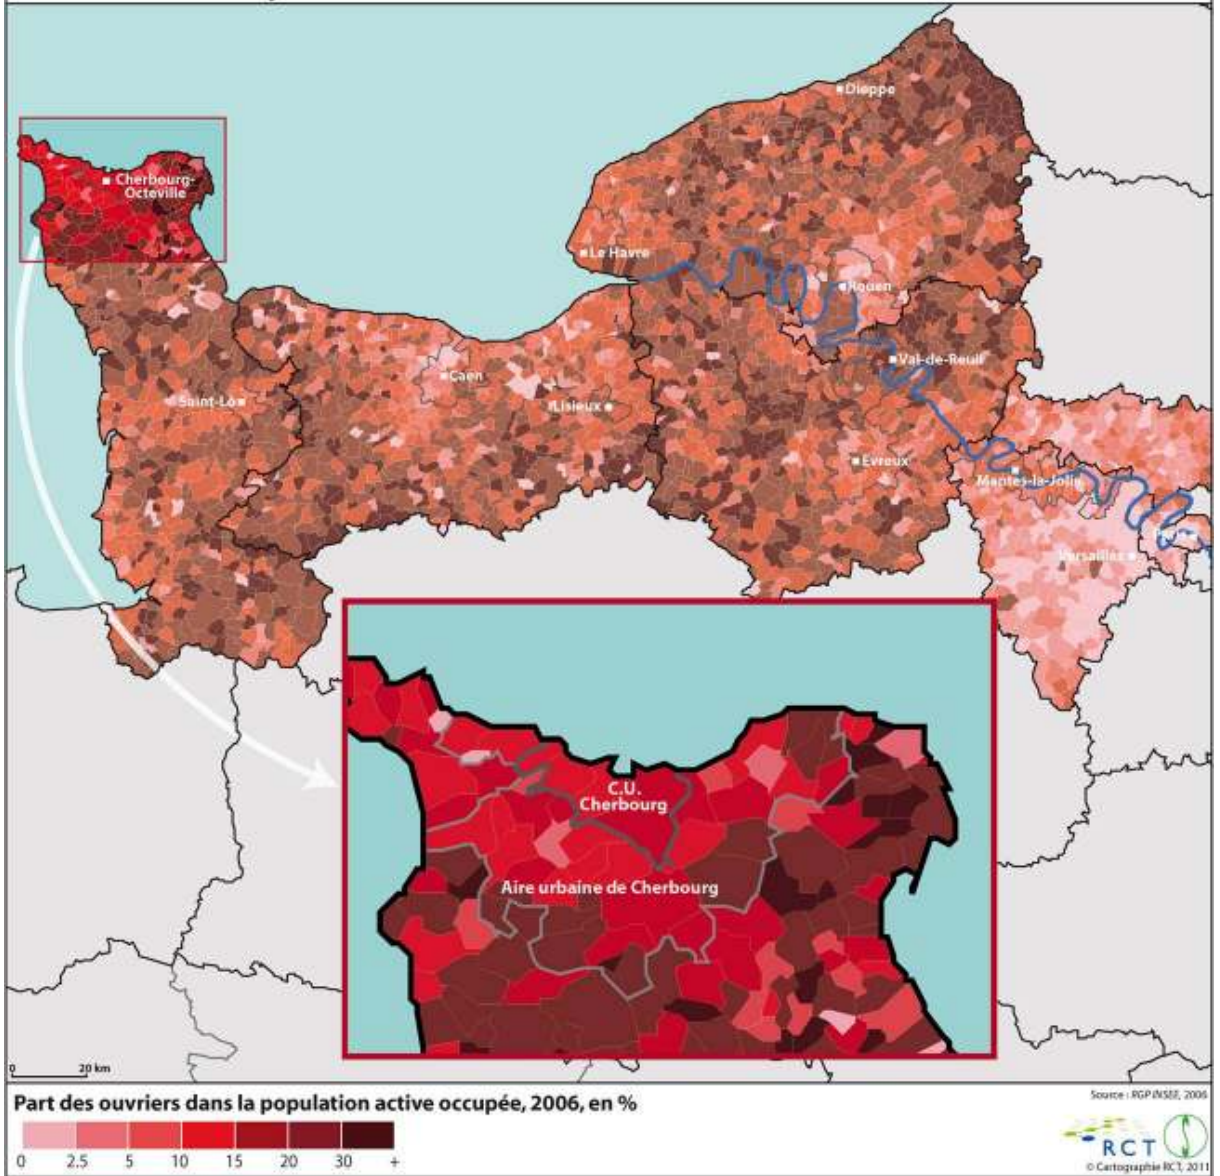 Dieppe
Cherbourg-
Octeville
Le Havre
Rouen
Val-de-Reuil
Caen
Saint-Lô
Lisieux
Evreux
Mantes-la-Jolie
Versailles
C.U.
Cherbourg
Aire urbaine de Cherbourg
0 20 km
Part des ouvriers dans la population active occupée, 2006, en %
0 2.5 5 10 15 20 30 +
Source : RGP INSEE, 2006
RCT
© Cartographie RCT, 2011